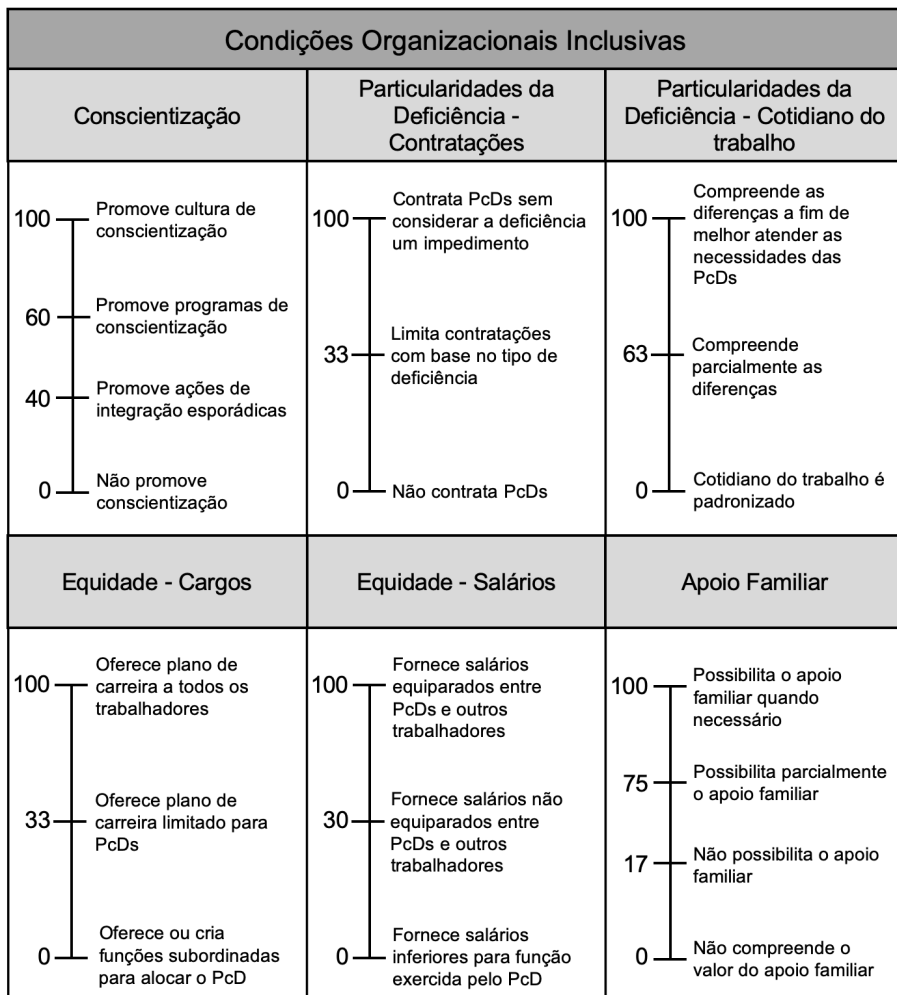 Condições Organizacionais Inclusivas
Conscientização
Particularidades da
Deficiência -
Contratações
Particularidades da
Deficiência - Cotidiano do
trabalho
100
Promove cultura de
conscientização
60
Promove programas de
conscientização
40
Promove ações de
integração esporádicas
0
Não promove
conscientização
100
Contrata PcDs sem
considerar a deficiência
um impedimento
33
Limita contratações
com base no tipo de
deficiência
0
Não contrata PcDs
100
Compreende as
diferenças a fim de
melhor atender as
necessidades das
PcDs
63
Compreende
parcialmente as
diferenças
0
Cotidiano do trabalho é
padronizado
Equidade - Cargos
Equidade - Salários
Apoio Familiar
100
Oferece plano de
carreira a todos os
trabalhadores
33
Oferece plano de
carreira limitado para
PcDs
0
Oferece ou cria
funções subordinadas
para alocar o PcD
100
Fornece salários
equiparados entre
PcDs e outros
trabalhadores
30
Fornece salários não
equiparados entre
PcDs e outros
trabalhadores
0
Fornece salários
inferiores para função
exercida pelo PcD
100
Possibilita o apoio
familiar quando
necessário
75
Possibilita parcialmente
o apoio familiar
17
Não possibilita o apoio
familiar
0
Não compreende o
valor do apoio familiar